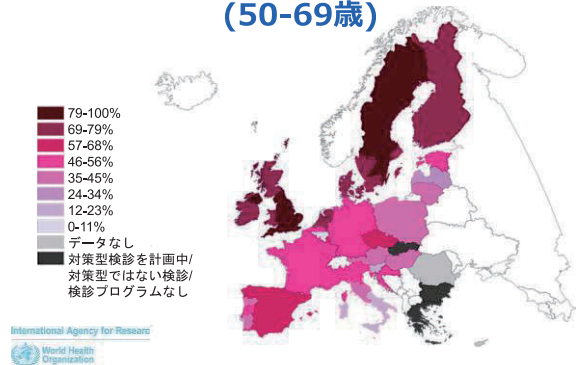 (50-69歳)
79-100%
69-79%
57-68%
46-56%
35-45%
24-34%
12-23%
0-11%
データなし
対策型検診を計画中/
対策型ではない検診/
検診プログラムなし
International Agency for Researc
World Health
Organization